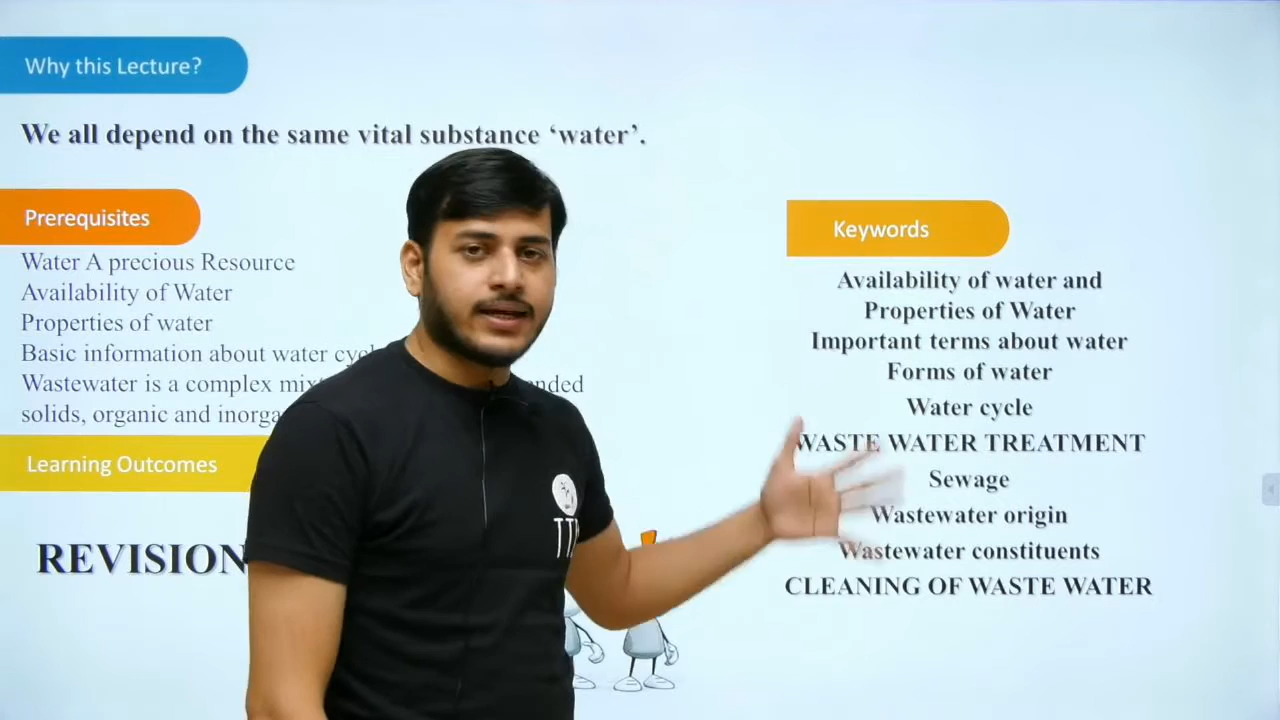 Why this Lecture?
We all depend on the same vital substance ‘water’.
Prerequisites
Water A precious Resource
Availability of Water
Properties of water
Basic information about water
Wastewater is a complex
solids, organic and
Learning Outcomes
REVISION
Keywords
Availability of water and
Properties of Water
Important terms about water
Forms of water
Water cycle
WASTE WATER TREATMENT
Sewage
Wastewater origin
Wastewater constituents
CLEANING OF WASTE WATER